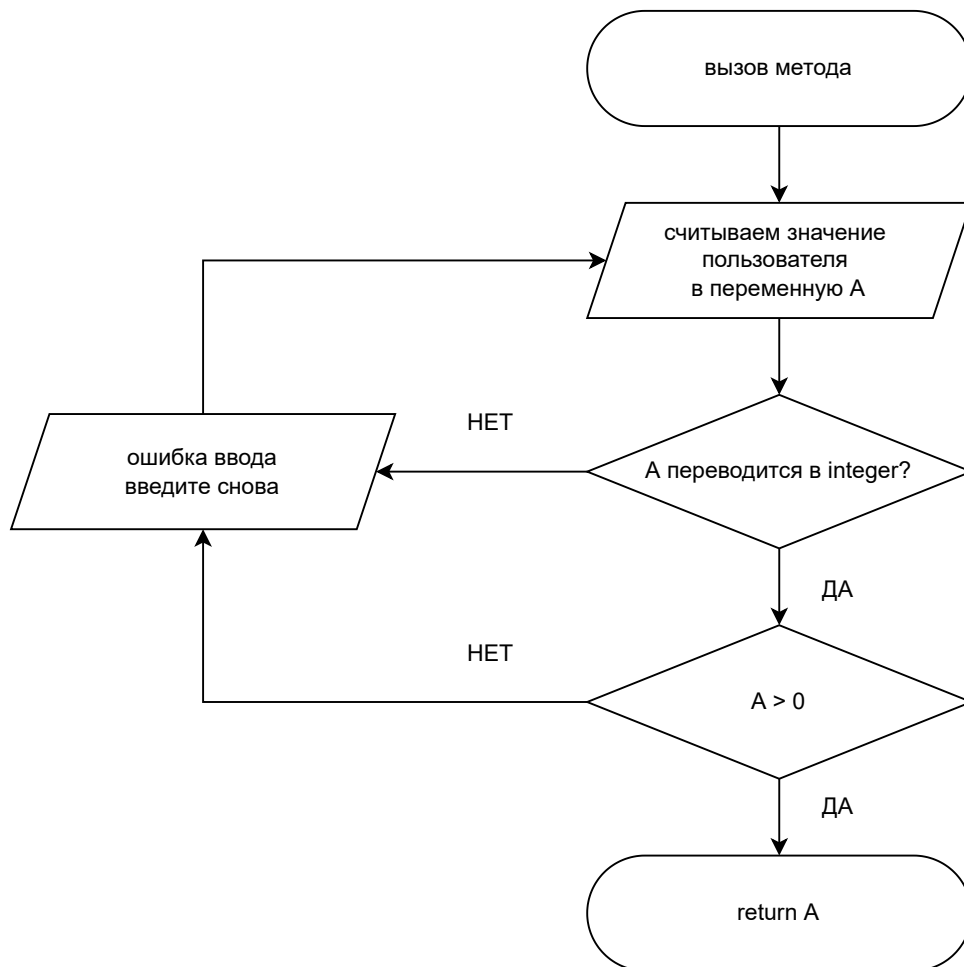 вызов метода
считываем значение
пользователя
в переменную А
НЕТ
ошибка ввода
введите снова
А переводится в integer?
ДА
НЕТ
А > 0
ДА
return A